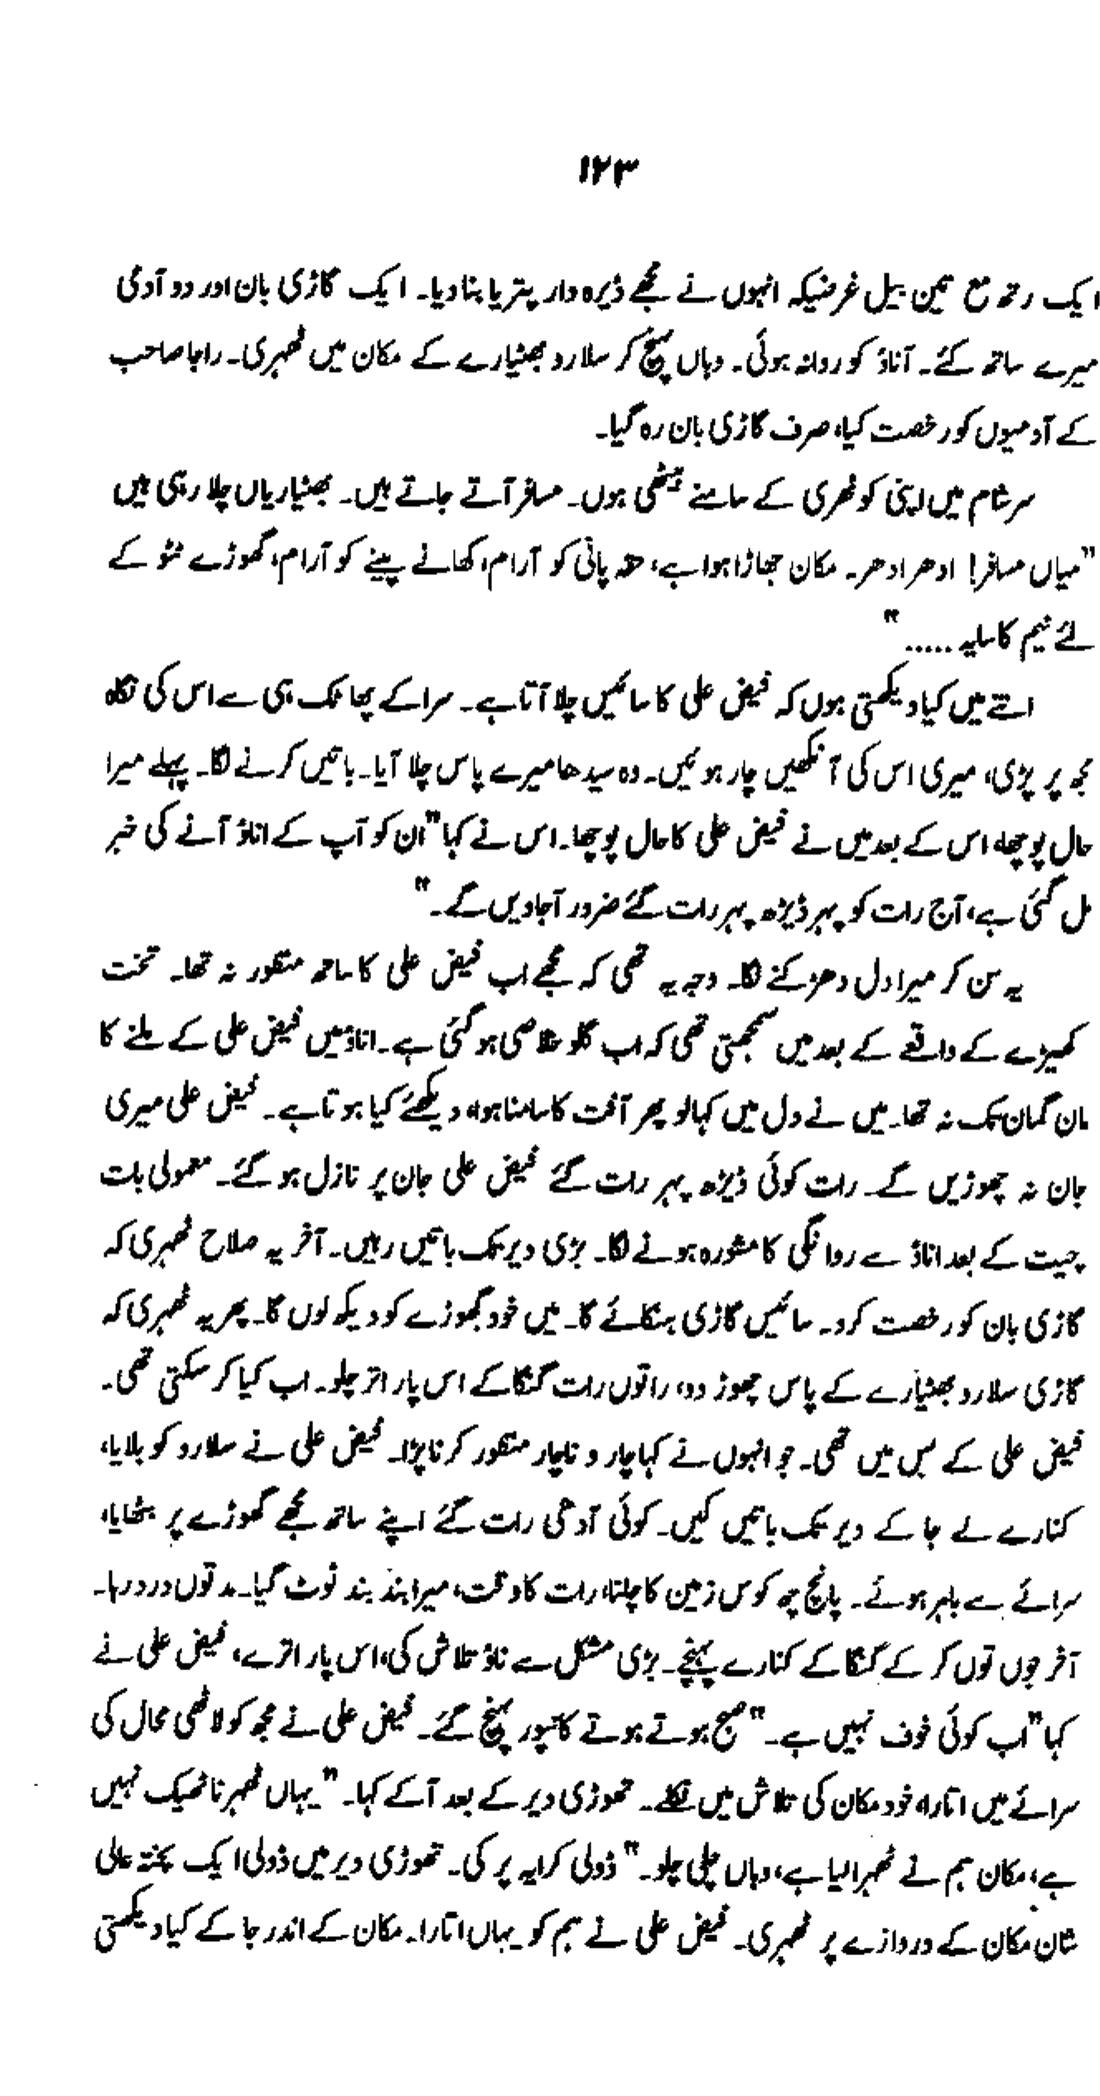 ۱۲۳
ایک رتھ مع تین بیل غرضیکہ انہوں نے مجھے ڈیرہ دار پتریا بنا دیا۔ ایک گاڑی بان اور دو آدمی
میرے ساتھ کئے۔ اناؤ کو روانہ ہوئی۔ وہاں پہنچ کر سلارو بھٹیارے کے مکان میں ٹھہری۔ راجا صاحب
کے آدمیوں کو رخصت کیا، صرف گاڑی بان رہ گیا۔
سر شام میں اپنی کوٹھری کے سامنے بیٹھی ہوں۔ مسافر آتے جاتے ہیں۔ بھٹیاریاں چلا رہی ہیں
"میاں مسافر! ادھر ادھر۔ مکان جھاڑا ہوا ہے، حقہ پانی کو آرام، کھانے پینے کو آرام، گھوڑے ٹٹو کے
لئے نیم کا سایہ ....."
اتنے میں کیا دیکھتی ہوں کہ فیض علی کا سائیں چلا آتا ہے۔ سرا کے پھاٹک ہی سے اس کی نگاہ
مجھ پر پڑی، میری اس کی آنکھیں چار ہوئیں۔ وہ سیدھا میرے پاس چلا آیا۔ باتیں کرنے لگا۔ پہلے میرا
حال پوچھا، اس کے بعد میں نے فیض علی کا حال پوچھا۔ اس نے کہا "ان کو آپ کے اناؤ آنے کی خبر
مل گئی ہے، آج رات کو پہر ڈیڑھ پہر رات گئے ضرور آجاویں گے۔"
یہ سن کر میرا دل دھڑکنے لگا۔ وجہ یہ تھی کہ مجھے اب فیض علی کا ساتھ منظور نہ تھا۔ تخت
کھیڑے کے واقعے کے بعد میں سمجھتی تھی کہ اب گلو خلاصی ہو گئی ہے۔ اناؤ میں فیض علی کے ملنے کا
سان گمان تک نہ تھا۔ میں نے دل میں کہا لو پھر آفت کا سامنا ہوا، دیکھئے کیا ہوتا ہے۔ فیض علی میری
جان نہ چھوڑیں گے۔ رات کوئی ڈیڑھ پہر رات گئے فیض علی جان پر نازل ہو گئے۔ معمولی بات
چیت کے بعد اناؤ سے روانگی کا مشورہ ہونے لگا۔ بڑی دیر تک باتیں رہیں۔ آخر یہ صلاح ٹھہری کہ
گاڑی بان کو رخصت کرو۔ سائیں گاڑی ہنکائے گا۔ میں خود گھوڑے کو دیکھ لوں گا۔ پھر یہ ٹھہری کہ
گاڑی سلارو بھٹیارے کے پاس چھوڑ دو، راتوں رات گنگا کے اس پار اتر چلو۔ اب کیا کر سکتی تھی۔
فیض علی کے بس میں تھی۔ جو انہوں نے کہا چار و ناچار منظور کرنا پڑا۔ فیض علی نے سلارو کو بلایا،
کنارے لے جا کے دیر تک باتیں کیں۔ کوئی آدھی رات گئے اپنے ساتھ مجھے گھوڑے پر بٹھایا،
سرائے سے باہر ہوئے۔ پانچ چھ کوس زمین کا چلنا، رات کا وقت، میرا بند بند ٹوٹ گیا۔ مدتوں درد رہا۔
آخر جوں توں کر کے گنگا کے کنارے پہنچے۔ بڑی مشکل سے ناؤ تلاش کی، اس پار اترے، فیض علی نے
کہا "اب کوئی خوف نہیں ہے۔" صبح ہوتے ہوتے کانپور پہنچ گئے۔ فیض علی نے مجھ کو لاٹھی محال کی
سرائے میں اتارا، خود مکان کی تلاش میں نکلے۔ تھوڑی دیر کے بعد آکے کہا۔ "یہاں ٹھہرنا ٹھیک نہیں
ہے، مکان ہم نے ٹھہرا لیا ہے، وہاں چلی چلو۔" ڈولی کرایہ پر کی۔ تھوڑی دیر میں ڈولی ایک پختہ عالی
شان مکان کے دروازے پر ٹھہری۔ فیض علی نے ہم کو یہاں اتارا۔ مکان کے اندر جا کے کیا دیکھتی